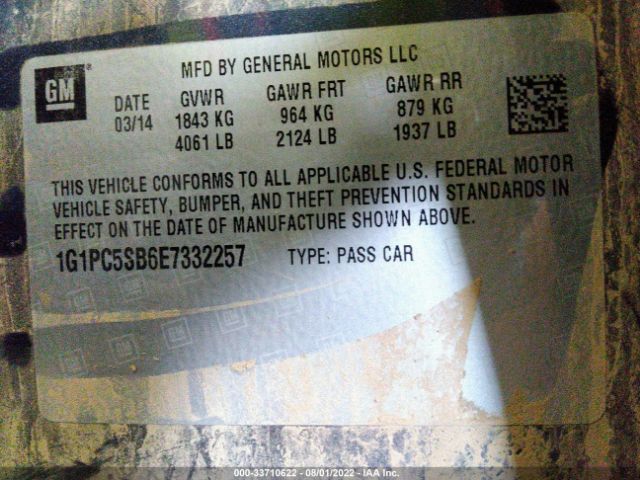 GM®
MFD BY GENERAL MOTORS LLC
DATE GVWR GAWR FRT GAWR RR
03/14 1843 KG 964 KG 879 KG
4061 LB 2124 LB 1937 LB
THIS VEHICLE CONFORMS TO ALL APPLICABLE U.S. FEDERAL MOTOR
VEHICLE SAFETY, BUMPER, AND THEFT PREVENTION STANDARDS IN
EFFECT ON THE DATE OF MANUFACTURE SHOWN ABOVE.
1G1PC5SB6E7332257 TYPE: PASS CAR
000-33710622 - 08/01/2022 - IAA Inc.